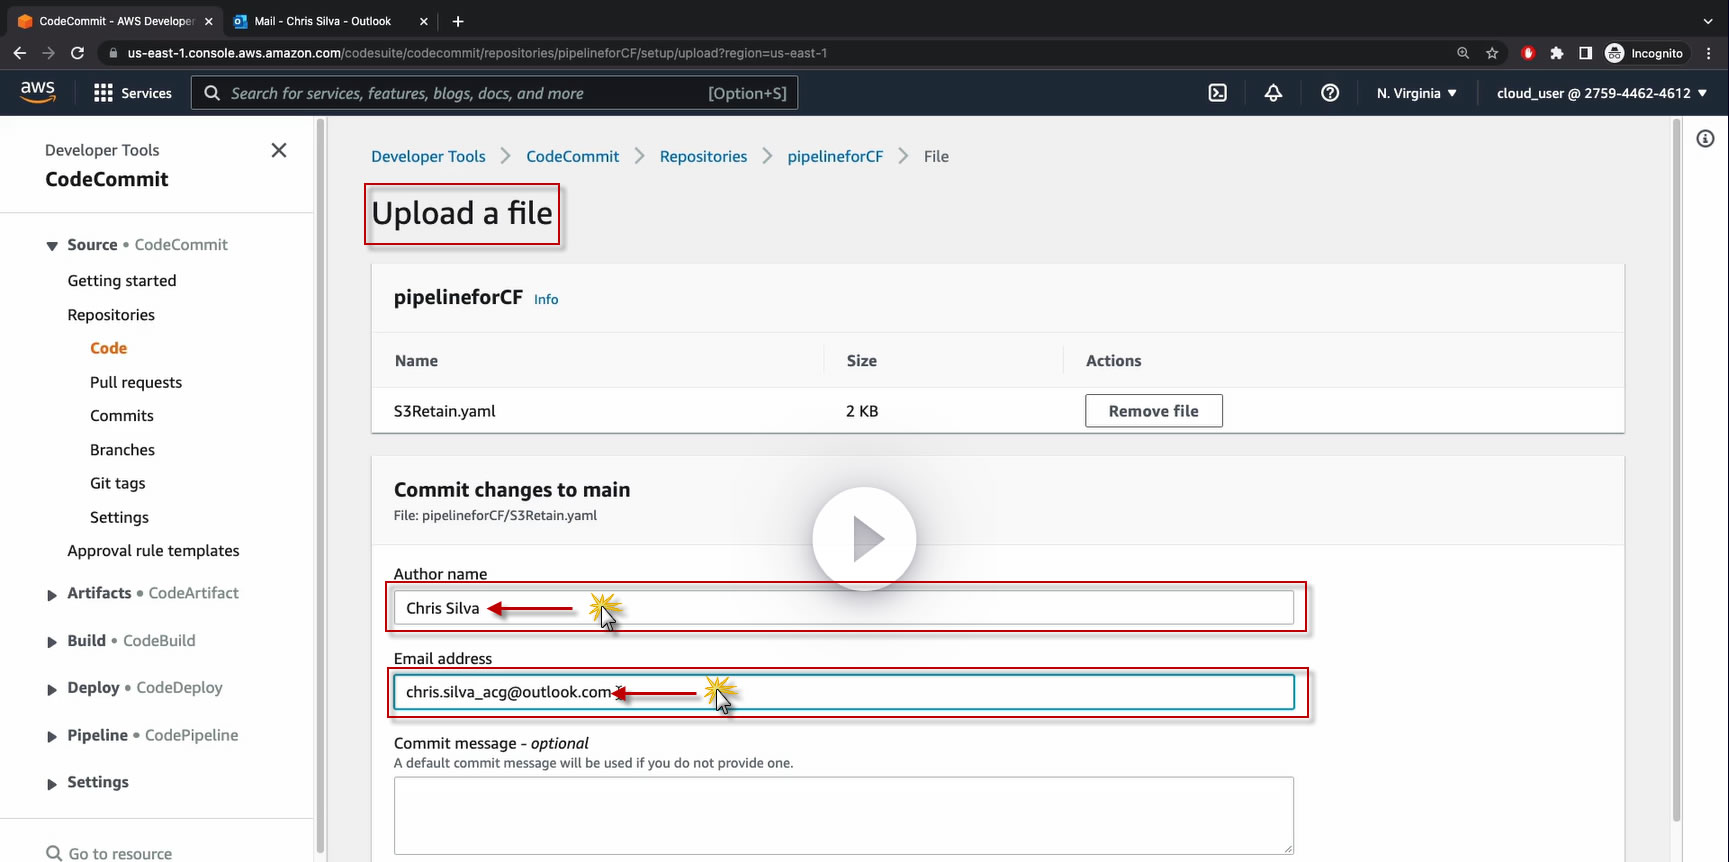 CodeCommit - AWS Developer
Mail - Chris Silva - Outlook
us-east-1.console.aws.amazon.com/codesuite/codecommit/repositories/pipelineforCF/setup/upload?region=us-east-1
Incognito
aws
Services
Search for services, features, blogs, docs, and more
[Option+S]
N. Virginia
cloud_user @ 2759-4462-4612
Developer Tools
CodeCommit
Source • CodeCommit
Getting started
Repositories
Code
Pull requests
Commits
Branches
Git tags
Settings
Approval rule templates
Artifacts • CodeArtifact
Build • CodeBuild
Deploy • CodeDeploy
Pipeline • CodePipeline
Settings
Go to resource
Developer Tools
CodeCommit
Repositories
pipelineforCF
File
Upload a file
pipelineforCF Info
Name Size Actions
S3Retain.yaml 2 KB Remove file
Commit changes to main
File: pipelineforCF/S3Retain.yaml
Author name
Chris Silva
Email address
chris.silva_acg@outlook.com
Commit message - optional
A default commit message will be used if you do not provide one.